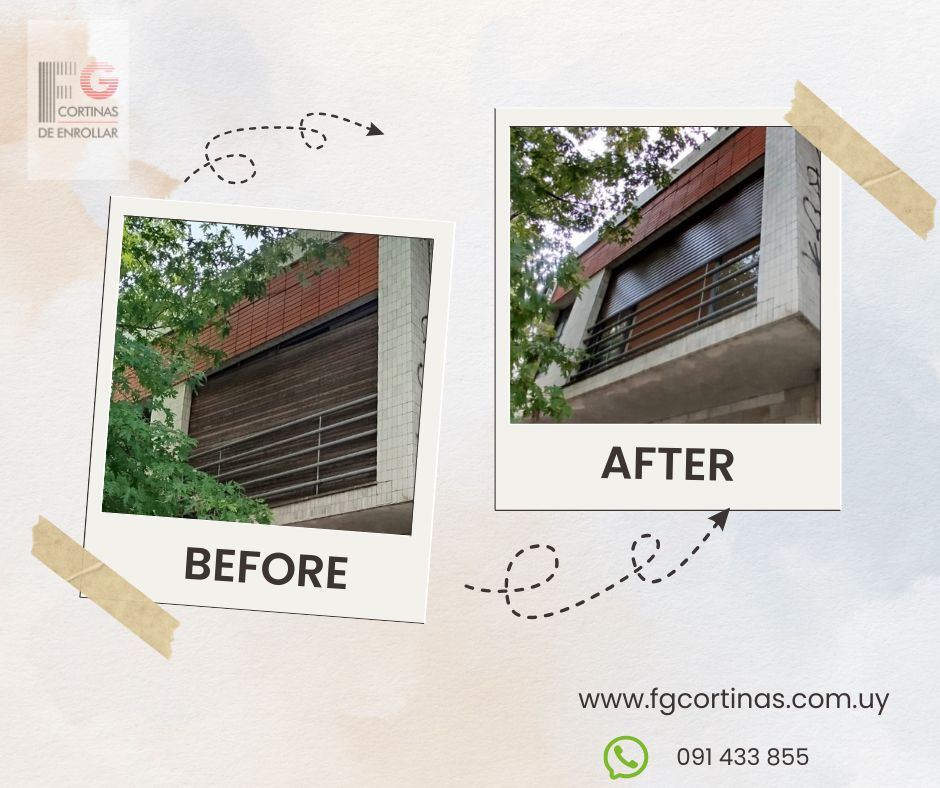 FG
CORTINAS
DE ENROLLAR
BEFORE
AFTER
www.fgcortinas.com.uy
091 433 855